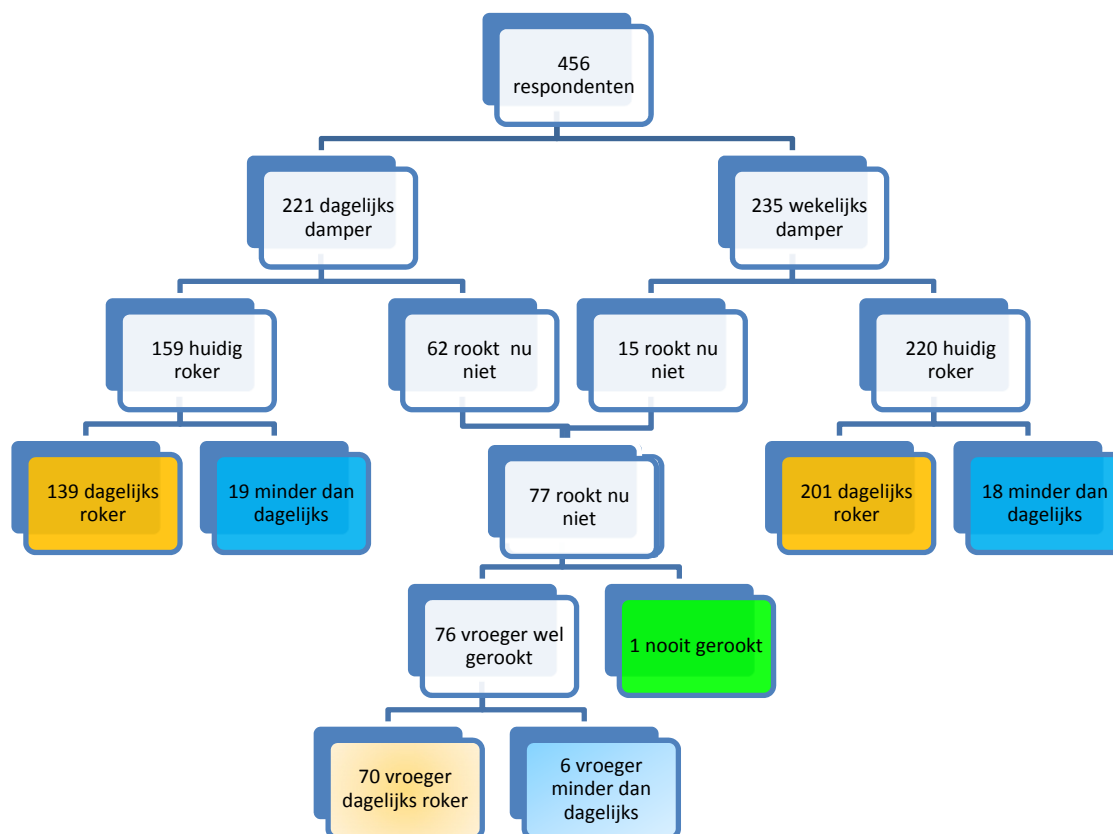 456
respondenten
221 dagelijks
damper
235 wekelijks
damper
159 huidig
roker
62 rookt nu
niet
15 rookt nu
niet
220 huidig
roker
139 dagelijks
roker
19 minder dan
dagelijks
77 rookt nu
niet
201 dagelijks
roker
18 minder dan
dagelijks
76 vroeger wel
gerookt
1 nooit gerookt
70 vroeger
dagelijks roker
6 vroeger
minder dan
dagelijks